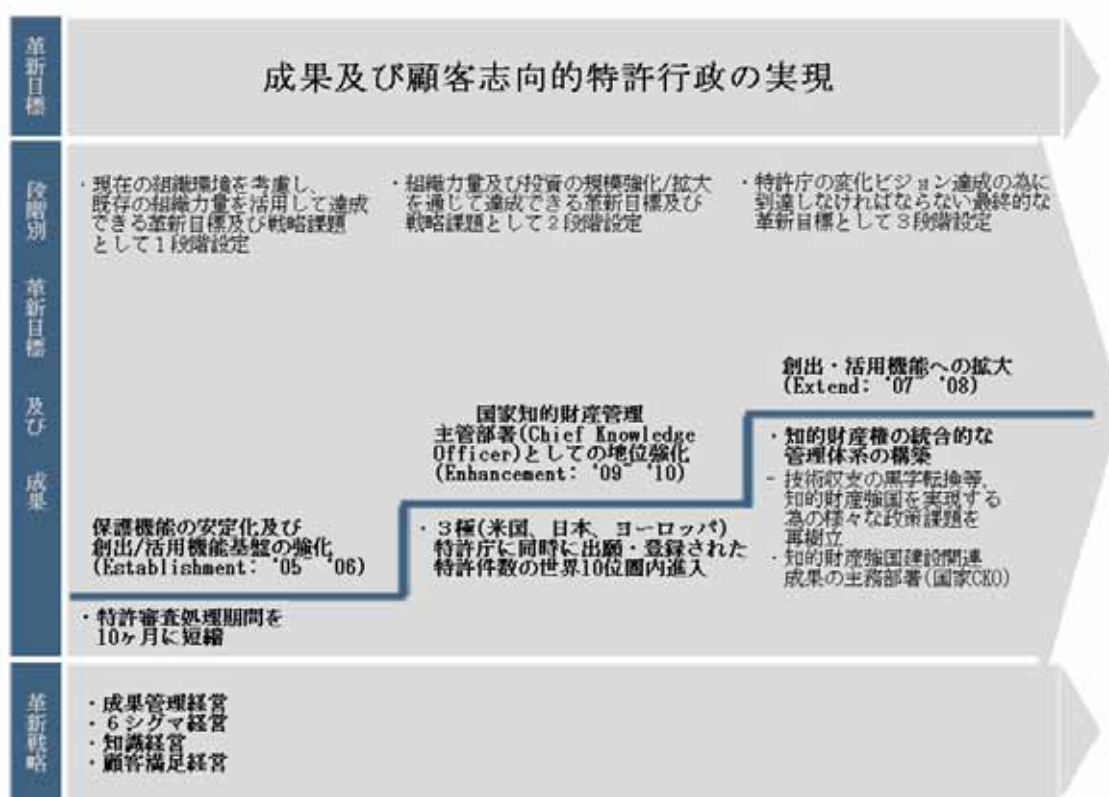 革新目標
成果及び顧客志向的特許行政の実現
段階別 革新目標 及び 成果
・現在の組織環境を考慮し、
既存の組織力量を活用して達成
できる革新目標及び戦略課題
として1段階設定
・組織力量及び投資の規模強化/拡大
を通じて達成できる革新目標及び
戦略課題として2段階設定
・特許庁の変化ビジョン達成の為に
到達しなければならない最終的な
革新目標として3段階設定
保護機能の安定化及び
創出/活用機能基盤の強化
(Establishment: '05~'06)
・特許審査処理期間を
10ヶ月に短縮
国家知的財産管理
主管部署(Chief Knowledge
Officer)としての地位強化
(Enhancement: '09~'10)
・3種(米国、日本、ヨーロッパ)
特許庁に同時に出願・登録された
特許件数の世界10位圏内進入
創出・活用機能への拡大
(Extend: '07~'08)
・知的財産権の統合的な
管理体系の構築
- 技術収支の黒字転換等、
知的財産強国を実現する
為の様々な政策課題を
再樹立
・知的財産強国建設関連
成果の主務部署(国家CKO)
革新戦略
・成果管理経営
・6シグマ経営
・知識経営
・顧客満足経営